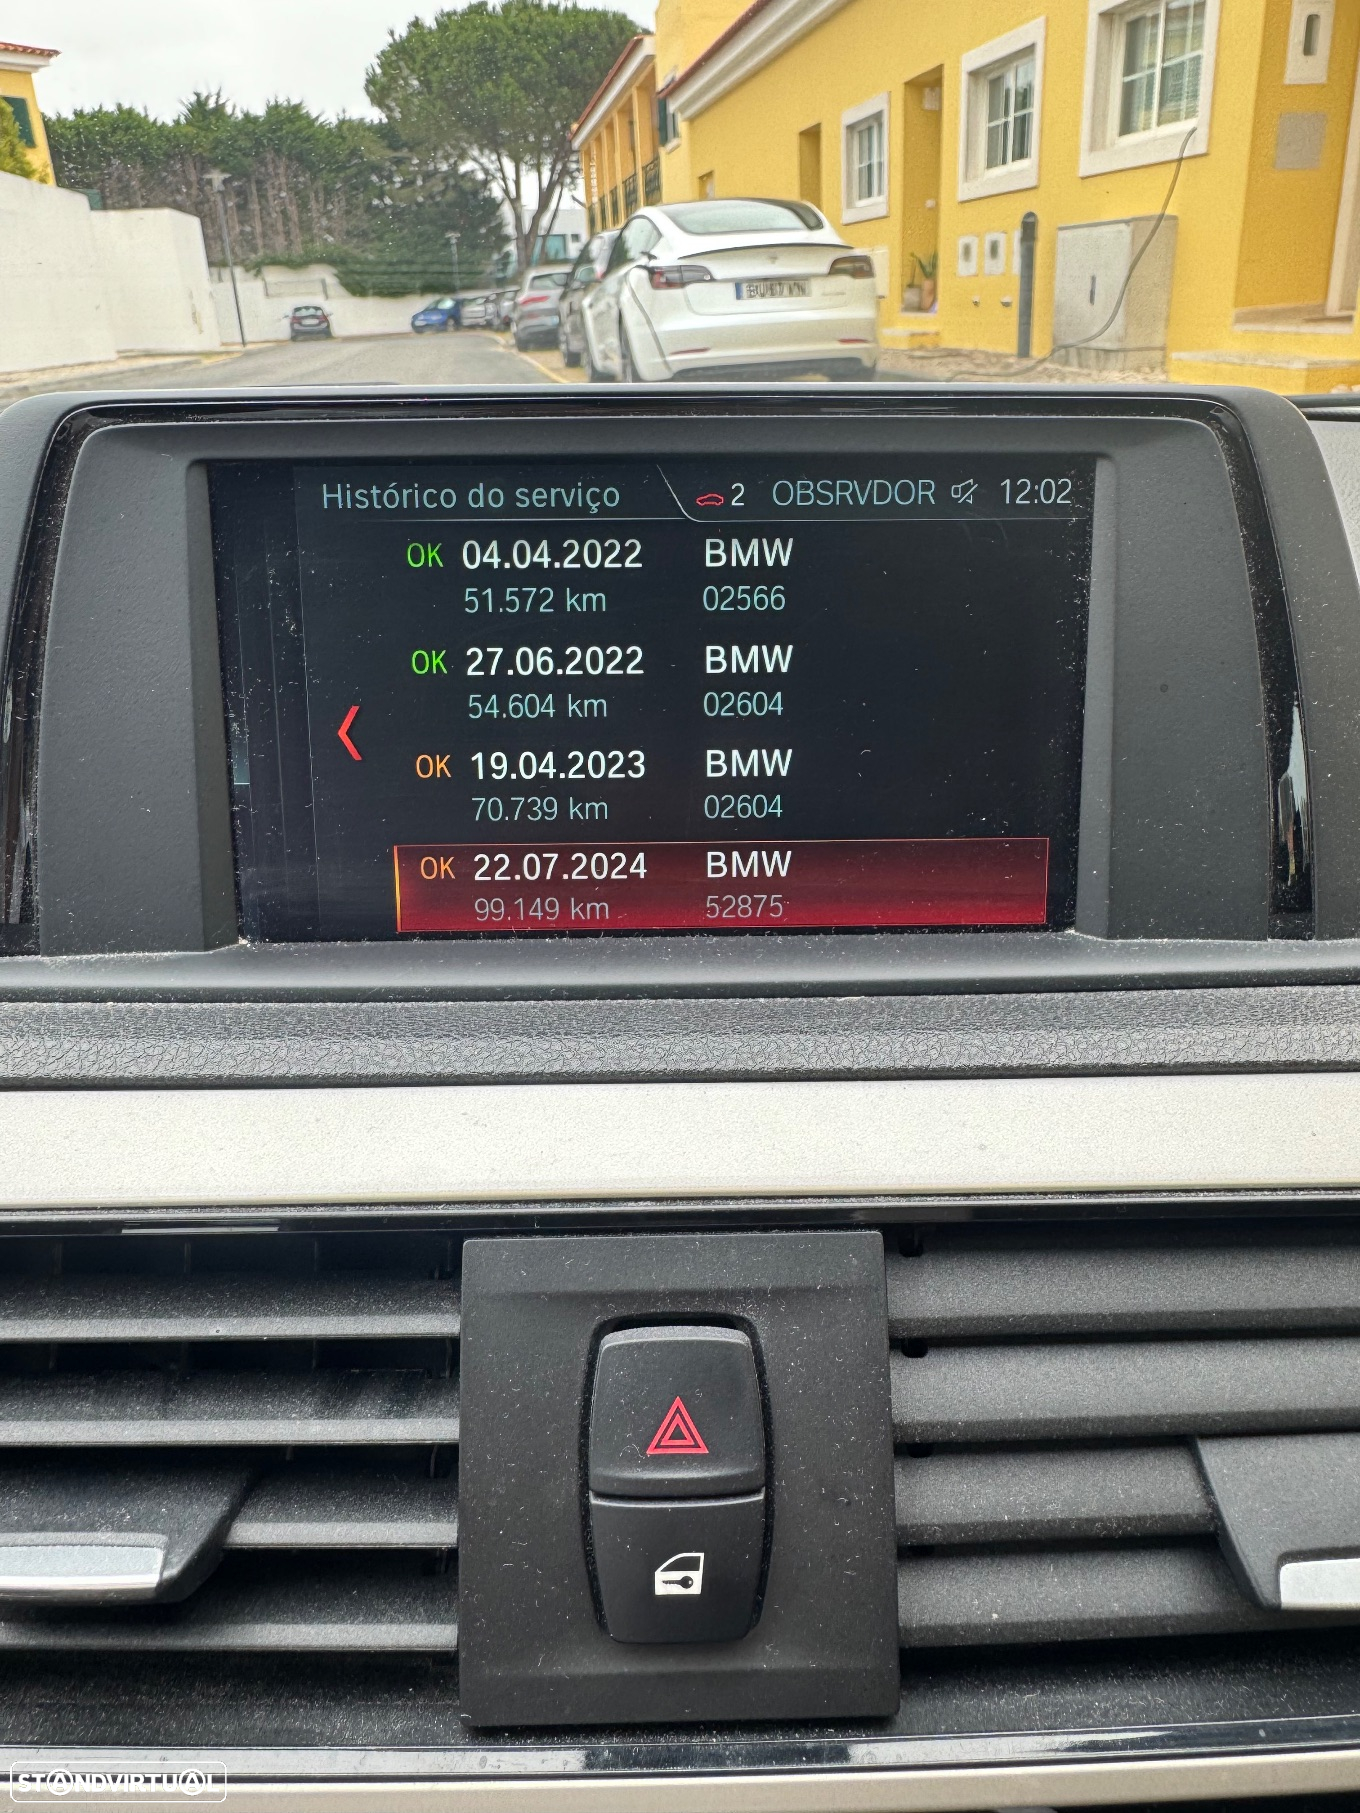 Histórico do serviço 2 OBSRVDOR 12:02
OK 04.04.2022 BMW
51.572 km 02566
OK 27.06.2022 BMW
54.604 km 02604
OK 19.04.2023 BMW
70.739 km 02604
OK 22.07.2024 BMW
99.149 km 52875
STANDVIRTUAL